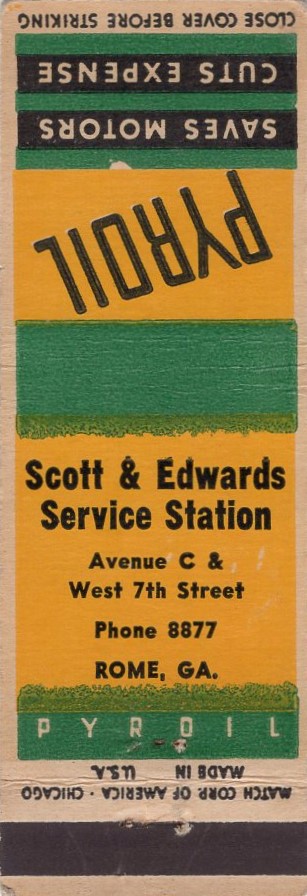 CLOSE COVER BEFORE STRIKING
CUTS EXPENSE
SAVES MOTORS
PYROIL
Scott & Edwards
Service Station
Avenue C &
West 7th Street
Phone 8877
ROME, GA.
PYROIL
MADE IN U.S.A.
MATCH CORP. OF AMERICA · CHICAGO